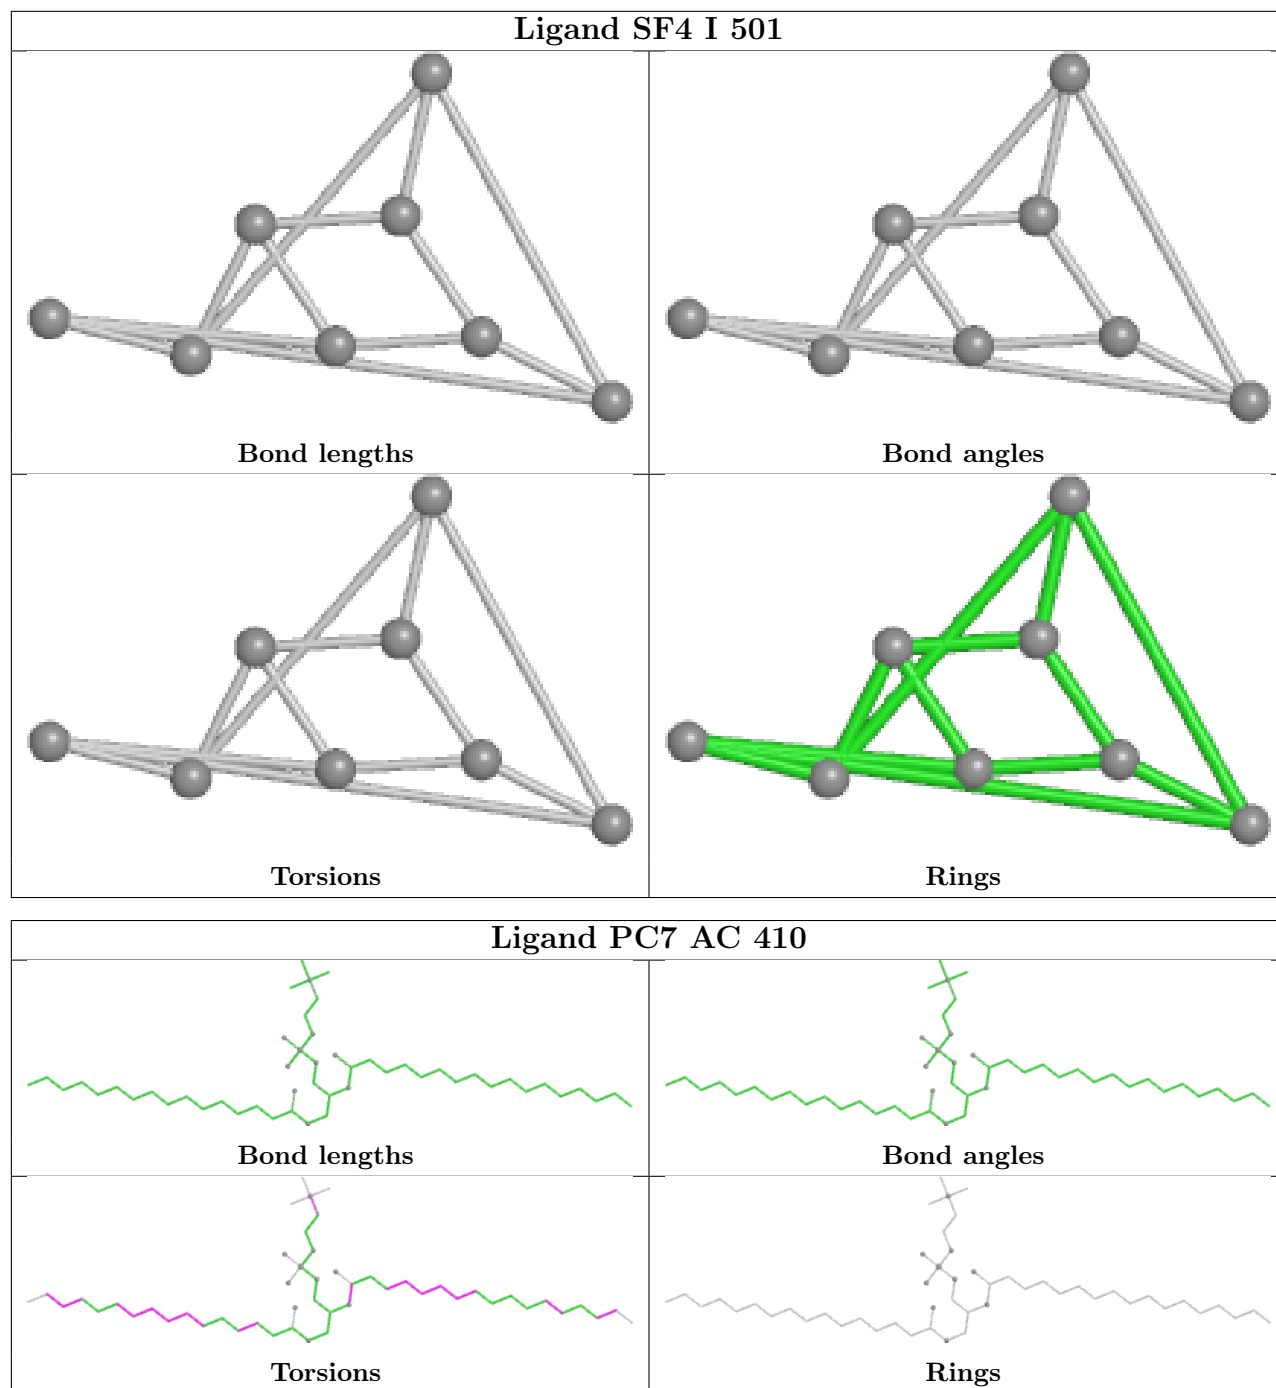 Ligand SF4 I 501
Bond lengths
Bond angles
Torsions
Rings
Ligand PC7 AC 410
Bond lengths
Bond angles
Torsions
Rings